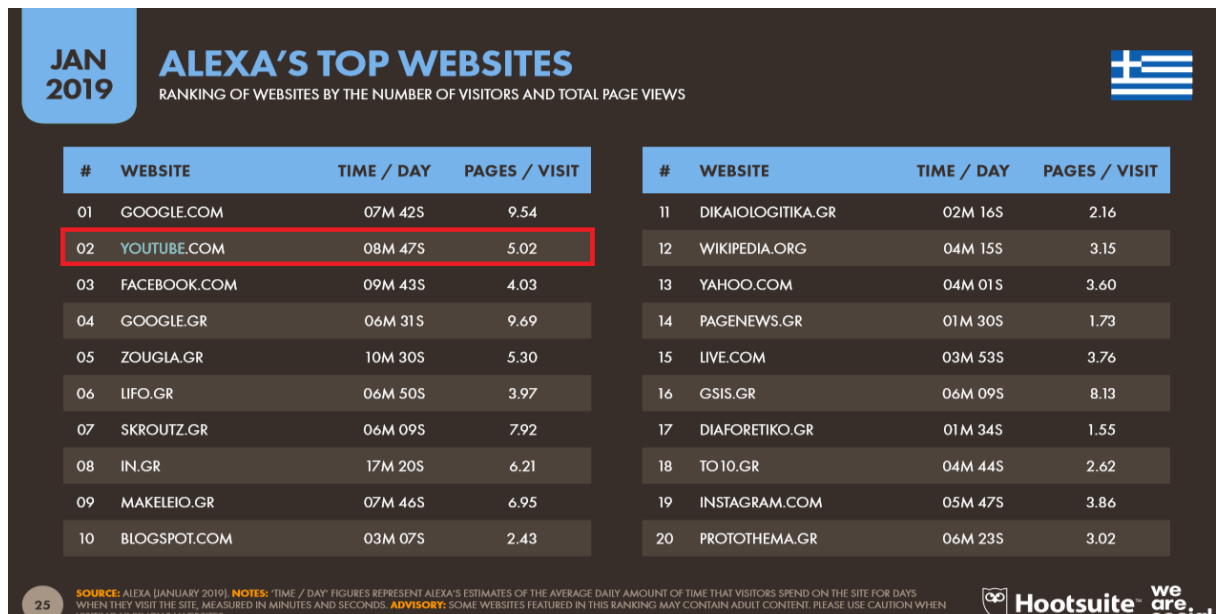 JAN
2019
ALEXA'S TOP WEBSITES
RANKING OF WEBSITES BY THE NUMBER OF VISITORS AND TOTAL PAGE VIEWS
# WEBSITE TIME / DAY PAGES / VISIT
01 GOOGLE.COM 07M 42S 9.54
02 YOUTUBE.COM 08M 47S 5.02
03 FACEBOOK.COM 09M 43S 4.03
04 GOOGLE.GR 06M 31S 9.69
05 ZOUGLA.GR 10M 30S 5.30
06 LIFO.GR 06M 50S 3.97
07 SKROUTZ.GR 06M 09S 7.92
08 IN.GR 17M 20S 6.21
09 MAKELEIO.GR 07M 46S 6.95
10 BLOGSPOT.COM 03M 07S 2.43
# WEBSITE TIME / DAY PAGES / VISIT
11 DIKAIOLOGITIKA.GR 02M 16S 2.16
12 WIKIPEDIA.ORG 04M 15S 3.15
13 YAHOO.COM 04M 01S 3.60
14 PAGENEWS.GR 01M 30S 1.73
15 LIVE.COM 03M 53S 3.76
16 GSIS.GR 06M 09S 8.13
17 DIAFORETIKO.GR 01M 34S 1.55
18 TO10.GR 04M 44S 2.62
19 INSTAGRAM.COM 05M 47S 3.86
20 PROTOTHEMA.GR 06M 23S 3.02
25
SOURCE: ALEXA (JANUARY 2019). NOTES: 'TIME / DAY' FIGURES REPRESENT ALEXA'S ESTIMATES OF THE AVERAGE DAILY AMOUNT OF TIME THAT VISITORS SPEND ON THE SITE FOR DAYS
WHEN THEY VISIT THE SITE, MEASURED IN MINUTES AND SECONDS. ADVISORY: SOME WEBSITES FEATURED IN THIS RANKING MAY CONTAIN ADULT CONTENT. PLEASE USE CAUTION WHEN
Hootsuite™
we
are.